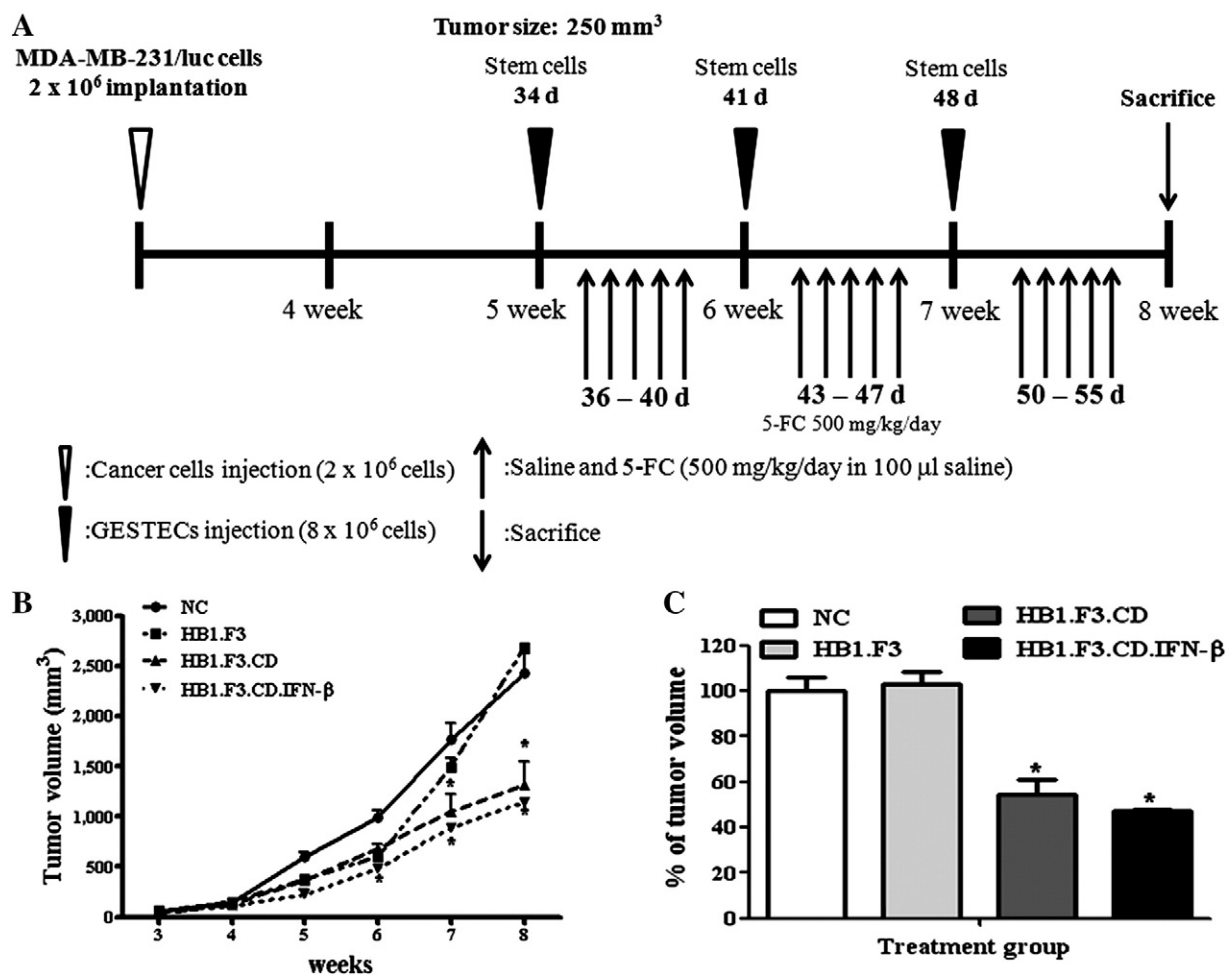 A
Tumor size: 250 mm³
MDA-MB-231/luc cells
2 x 10⁶ implantation
Stem cells
34 d
Stem cells
41 d
Stem cells
48 d
Sacrifice
4 week
5 week
6 week
7 week
8 week
36 – 40 d
43 – 47 d
50 – 55 d
5-FC 500 mg/kg/day
:Cancer cells injection (2 x 10⁶ cells)
:Saline and 5-FC (500 mg/kg/day in 100 μl saline)
:GESTECs injection (8 x 10⁶ cells)
:Sacrifice
B
NC
HB1.F3
HB1.F3.CD
HB1.F3.CD.IFN-β
Tumor volume (mm³)
3,000
2,500
2,000
1,500
1,000
500
0
* * * * * *
3 4 5 6 7 8
weeks
C
NC
HB1.F3
HB1.F3.CD
HB1.F3.CD.IFN-β
% of tumor volume
120
100
80
60
40
20
0
* *
Treatment group